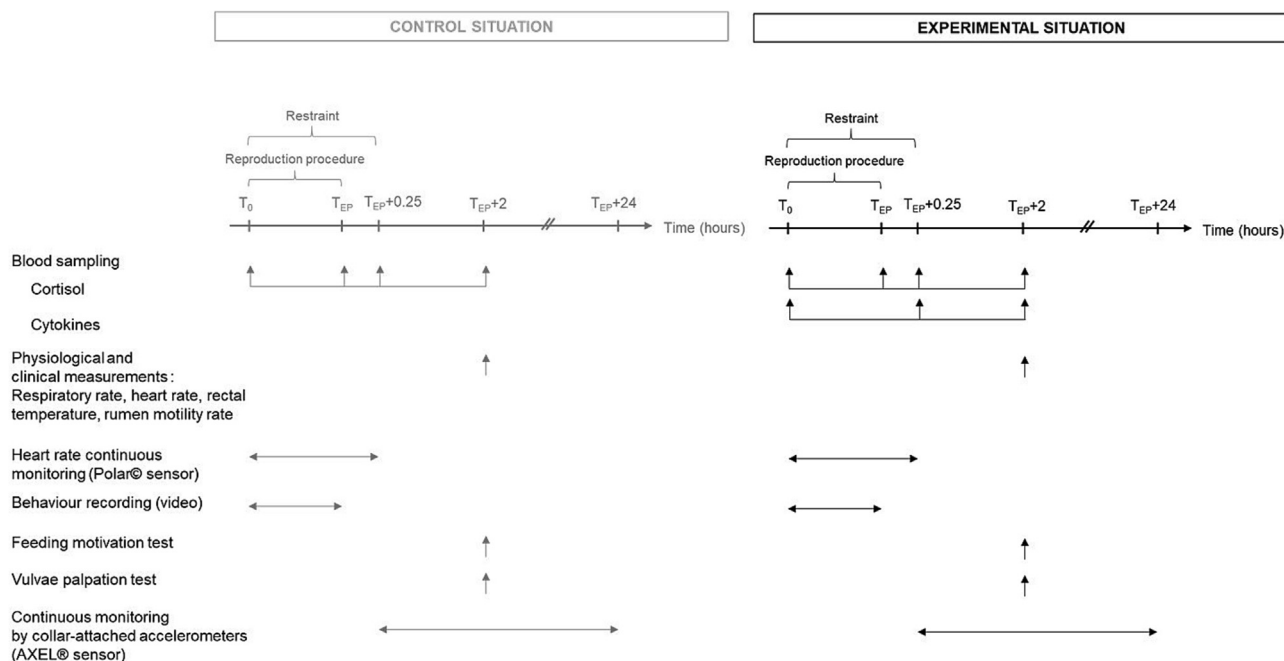 CONTROL SITUATION
EXPERIMENTAL SITUATION
Restraint
Reproduction procedure
T0 TEP TEP+0.25 TEP+2 TEP+24
Time (hours)
Restraint
Reproduction procedure
T0 TEP TEP+0.25 TEP+2 TEP+24
Time (hours)
Blood sampling
Cortisol
Cytokines
Physiological and
clinical measurements :
Respiratory rate, heart rate, rectal
temperature, rumen motility rate
Heart rate continuous
monitoring (Polar© sensor)
Behaviour recording (video)
Feeding motivation test
Vulvae palpation test
Continuous monitoring
by collar-attached accelerometers
(AXEL® sensor)